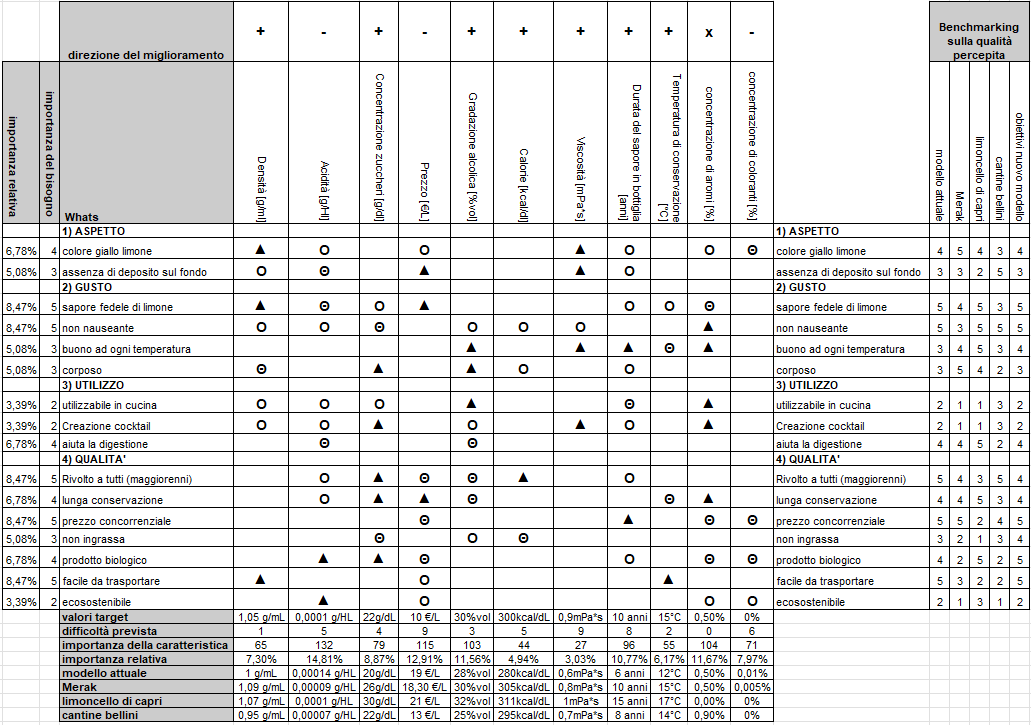 direzione del miglioramento + - + - + + + + + x - Benchmarking sulla qualità percepita
importanza relativa importanza del bisogno Whats Densità [g/ml] Acidità [g/Hl] Concentrazione zuccheri [g/dl] Prezzo [€/L] Gradazione alcolica [%vol] Calorie [kcal/dl] Viscosità [mPa*s] Durata del sapore in bottiglia [anni] Temperatura di conservazione [°C] concentrazione di aromi [%] concentrazione di coloranti [%] modello attuale Merak limoncello di capri cantine bellini obiettivi nuovo modello
1) ASPETTO 1) ASPETTO
6,78% 4 colore giallo limone ▲ O O ▲ O O ʘ colore giallo limone 4 5 4 3 4
5,08% 3 assenza di deposito sul fondo O ʘ ▲ ▲ O assenza di deposito sul fondo 3 3 2 5 3
2) GUSTO 2) GUSTO
8,47% 5 sapore fedele di limone ▲ ʘ O ▲ O O ʘ sapore fedele di limone 5 4 5 3 5
8,47% 5 non nauseante O O ʘ O O O ▲ non nauseante 5 3 5 5 5
5,08% 3 buono ad ogni temperatura ▲ ▲ ▲ ʘ ▲ buono ad ogni temperatura 3 4 5 3 4
5,08% 3 corposo ʘ ▲ ▲ O O corposo 3 5 4 2 3
3) UTILIZZO 3) UTILIZZO
3,39% 2 utilizzabile in cucina O O O ▲ ʘ ▲ utilizzabile in cucina 2 1 1 3 2
3,39% 2 Creazione cocktail O O ▲ O ▲ O ▲ Creazione cocktail 2 1 1 3 2
6,78% 4 aiuta la digestione ʘ ʘ aiuta la digestione 4 4 5 2 4
4) QUALITA' 4) QUALITA'
8,47% 5 Rivolto a tutti (maggiorenni) O ▲ ʘ ʘ ▲ O Rivolto a tutti (maggiorenni) 5 4 3 5 4
6,78% 4 lunga conservazione O ▲ ▲ ʘ ʘ ▲ lunga conservazione 4 4 5 3 4
8,47% 5 prezzo concorrenziale ʘ ▲ ʘ ʘ prezzo concorrenziale 5 5 2 4 5
5,08% 3 non ingrassa ʘ O ʘ non ingrassa 3 2 1 3 4
6,78% 4 prodotto biologico ▲ ▲ ʘ O ʘ ʘ prodotto biologico 4 2 5 2 5
8,47% 5 facile da trasportare ▲ O ▲ facile da trasportare 5 3 2 2 5
3,39% 2 ecosostenibile ▲ O O O ecosostenibile 2 1 3 1 2
valori target 1,05 g/mL 0,0001 g/HL 22g/dL 10 €/L 30%vol 300kcal/dL 0,9mPa*s 10 anni 15°C 0,50% 0%
difficoltà prevista 1 5 4 9 3 5 9 8 2 0 6
importanza della caratteristica 65 132 79 115 103 44 27 96 55 104 71
importanza relativa 7,30% 14,81% 8,87% 12,91% 11,56% 4,94% 3,03% 10,77% 6,17% 11,67% 7,97%
modello attuale 1 g/mL 0,00014 g/HL 20g/dL 19 €/L 28%vol 280kcal/dL 0,6mPa*s 6 anni 12°C 0,50% 0,01%
Merak 1,09 g/mL 0,00009 g/HL 26g/dL 18,30 €/L 30%vol 305kcal/dL 0,8mPa*s 10 anni 15°C 0,50% 0,005%
limoncello di capri 1,07 g/mL 0,0001 g/HL 30g/dL 21 €/L 32%vol 311kcal/dL 1mPa*s 15 anni 17°C 0,00% 0%
cantine bellini 0,95 g/mL 0,00007 g/HL 22g/dL 13 €/L 25%vol 295kcal/dL 0,7mPa*s 8 anni 14°C 0,90% 0%